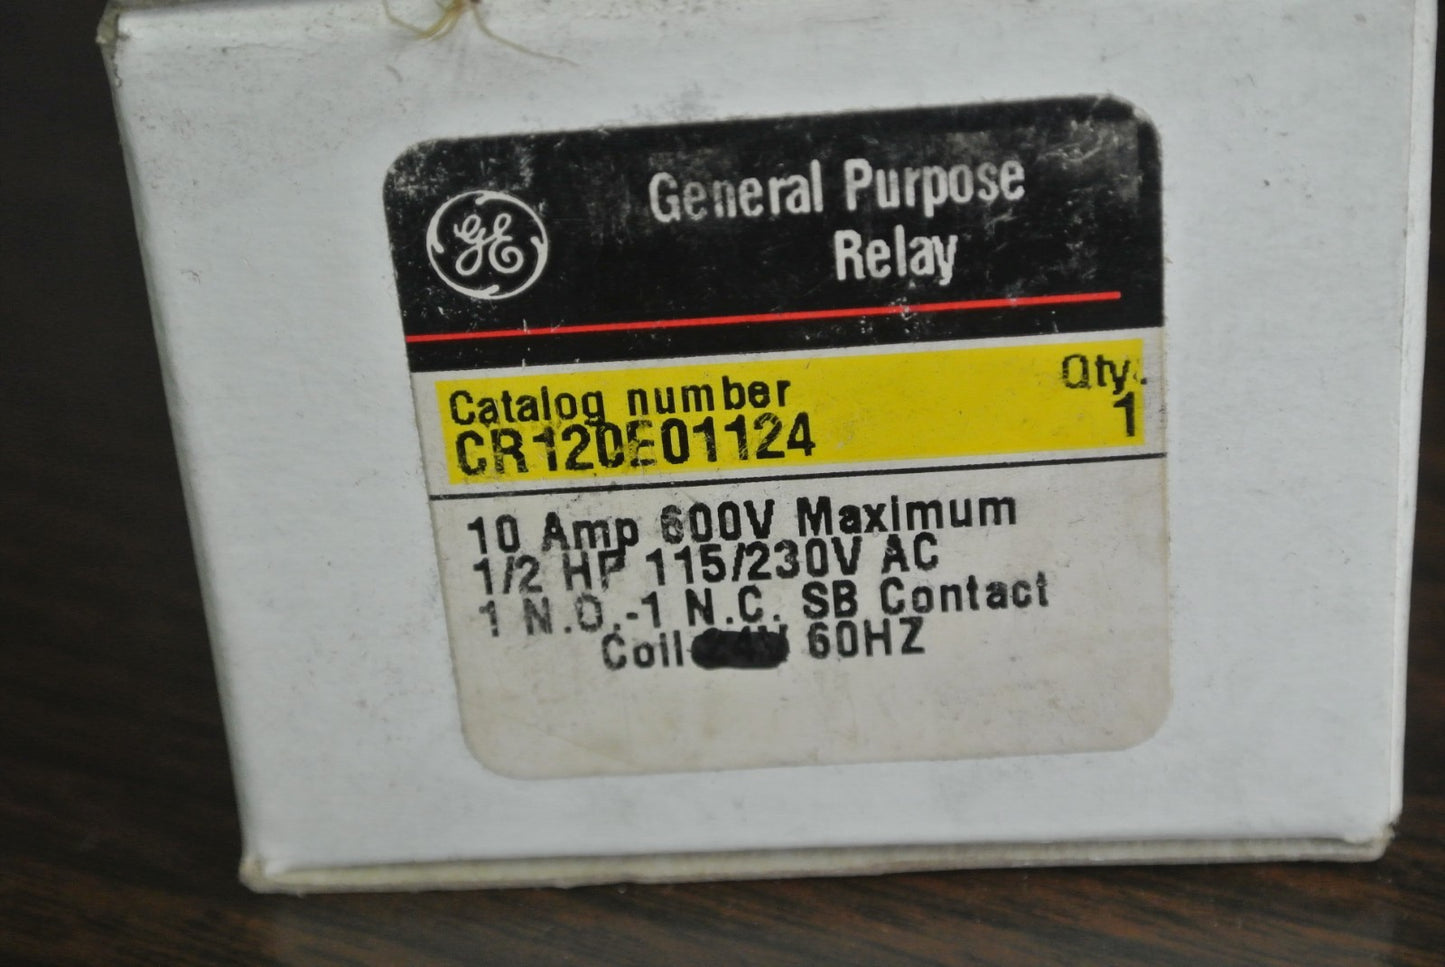 GE
General Purpose
Relay
Catalog number
Qty.
CR120E01124
1
10 Amp 600V Maximum
1/2 HP 115/230V AC
1 N.O.-1 N.C. SB Contact
Coil 60HZ